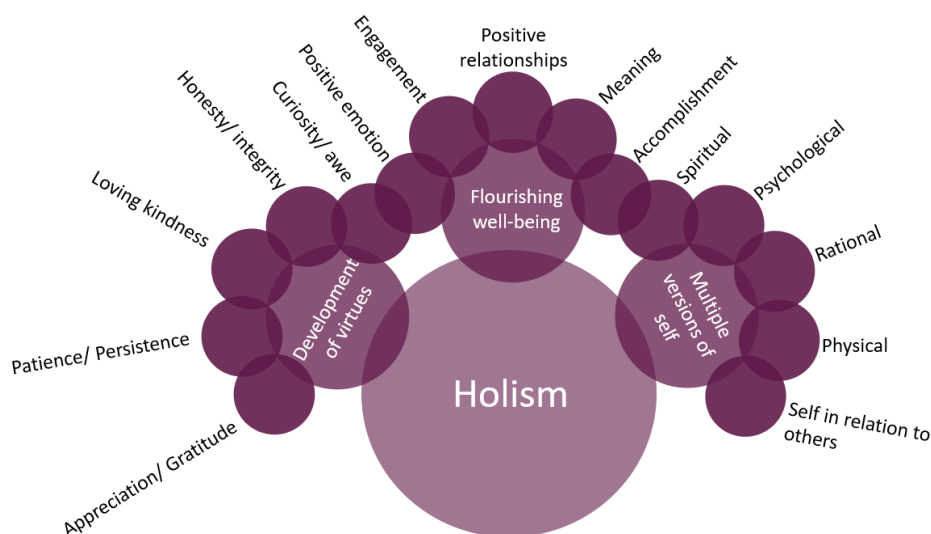 Appreciation/ Gratitude
Patience/ Persistence
Loving kindness
Honesty/ integrity
Curiosity/ awe
Positive emotion
Engagement
Positive
relationships
Meaning
Accomplishment
Spiritual
Psychological
Rational
Physical
Self in relation to
others
Development
of virtues
Flourishing
well-being
Multiple
versions of
self
Holism